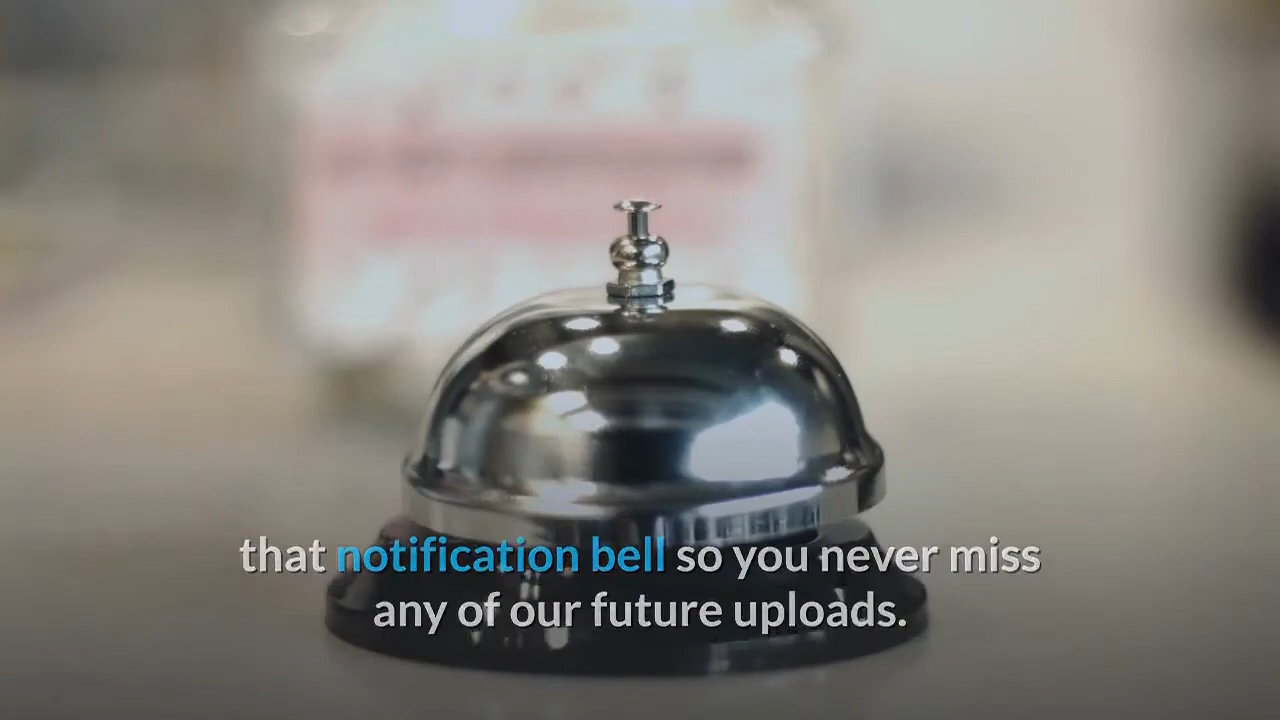 that notification bell so you never miss
any of our future uploads.